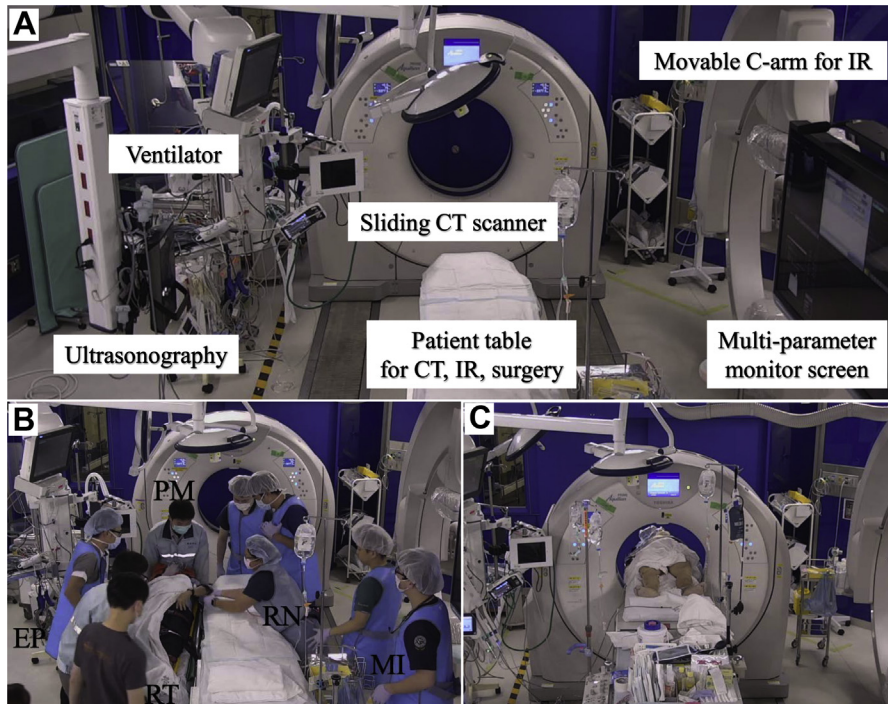 A
Movable C-arm for IR
Ventilator
Sliding CT scanner
Ultrasonography
Patient table
for CT, IR, surgery
Multi-parameter
monitor screen
B
PM
EP
RN
MI
RT
C